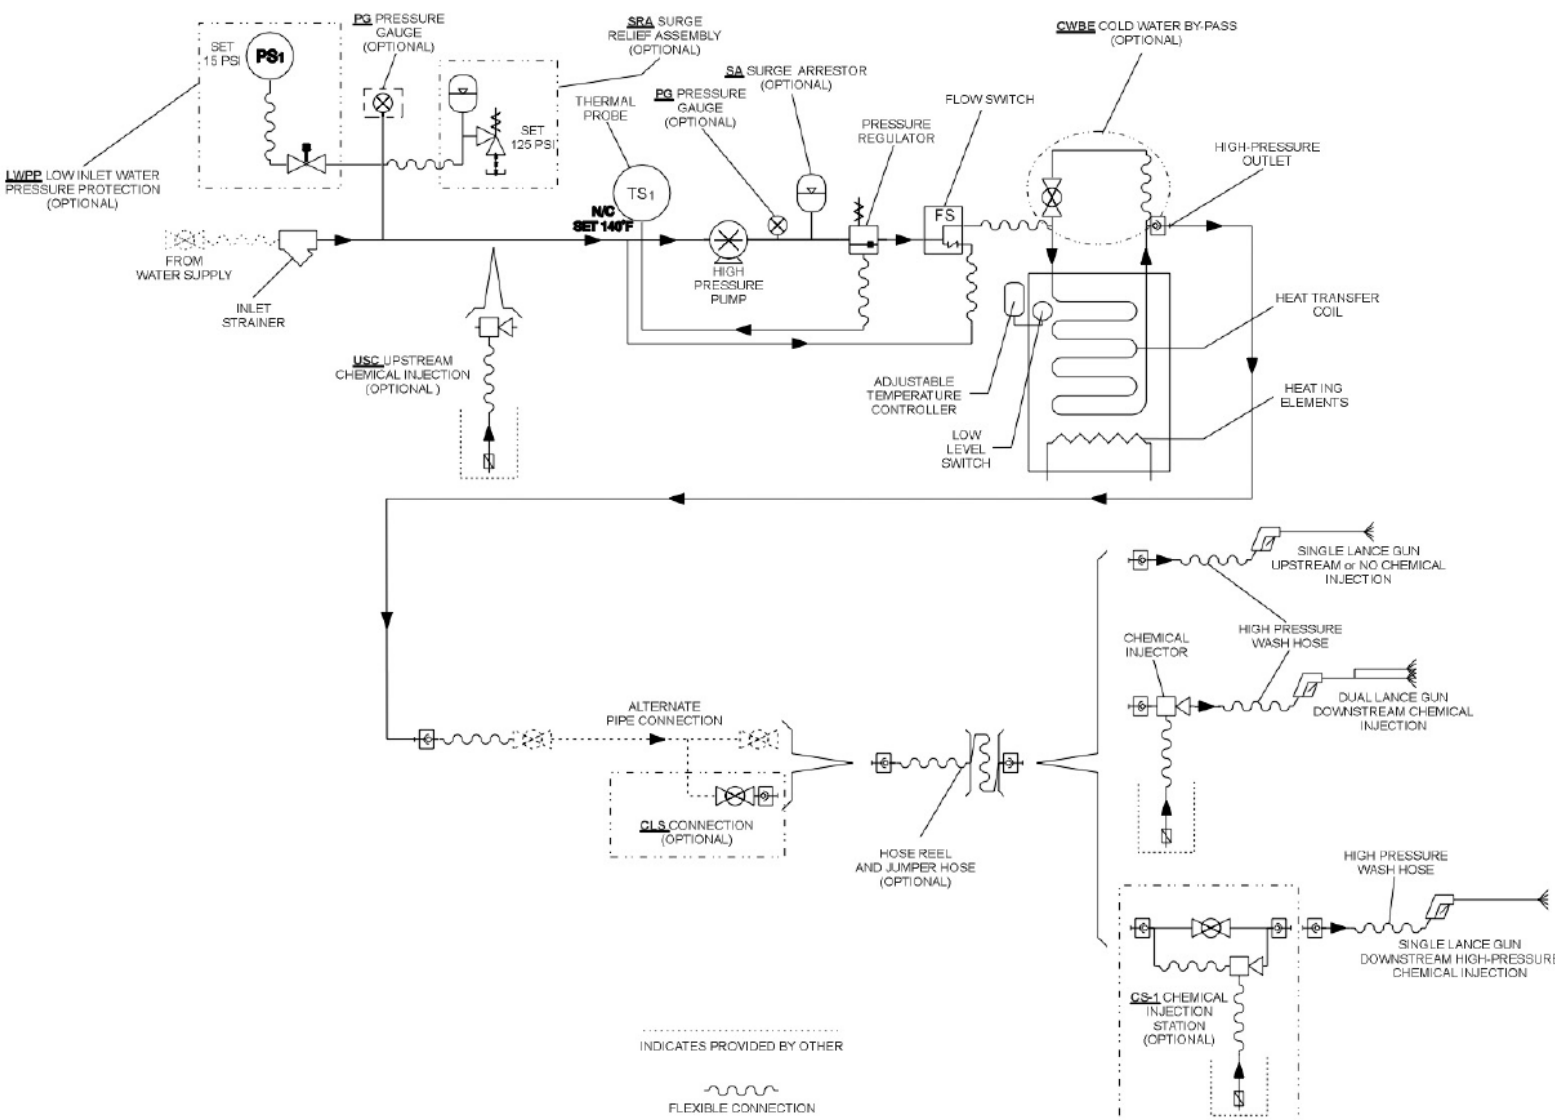 PG PRESSURE
GAUGE
(OPTIONAL)
SRA SURGE
RELIEF ASSEMBLY
(OPTIONAL)
CWBE COLD WATER BY-PASS
(OPTIONAL)
SET
15 PSI
PS1
SA SURGE ARRESTOR
(OPTIONAL)
PG PRESSURE
GAUGE
(OPTIONAL)
THERMAL
PROBE
FLOW SWITCH
PRESSURE
REGULATOR
SET
125 PSI
HIGH-PRESSURE
OUTLET
LWPP LOW INLET WATER
PRESSURE PROTECTION
(OPTIONAL)
TS1
N/C
SET 140°F
FS
FROM
WATER SUPPLY
INLET
STRAINER
HIGH
PRESSURE
PUMP
HEAT TRANSFER
COIL
USC UPSTREAM
CHEMICAL INJECTION
(OPTIONAL )
ADJUSTABLE
TEMPERATURE
CONTROLLER
HEATING
ELEMENTS
LOW
LEVEL
SWITCH
SINGLE LANCE GUN
UPSTREAM or NO CHEMICAL
INJECTION
HIGH PRESSURE
WASH HOSE
CHEMICAL
INJECTOR
DUAL LANCE GUN
DOWNSTREAM CHEMICAL
INJECTION
ALTERNATE
PIPE CONNECTION
CLS CONNECTION
(OPTIONAL)
HOSE REEL
AND JUMPER HOSE
(OPTIONAL)
HIGH PRESSURE
WASH HOSE
SINGLE LANCE GUN
DOWNSTREAM HIGH-PRESSURE
CHEMICAL INJECTION
CS-1 CHEMICAL
INJECTION
STATION
(OPTIONAL)
INDICATES PROVIDED BY OTHER
FLEXIBLE CONNECTION